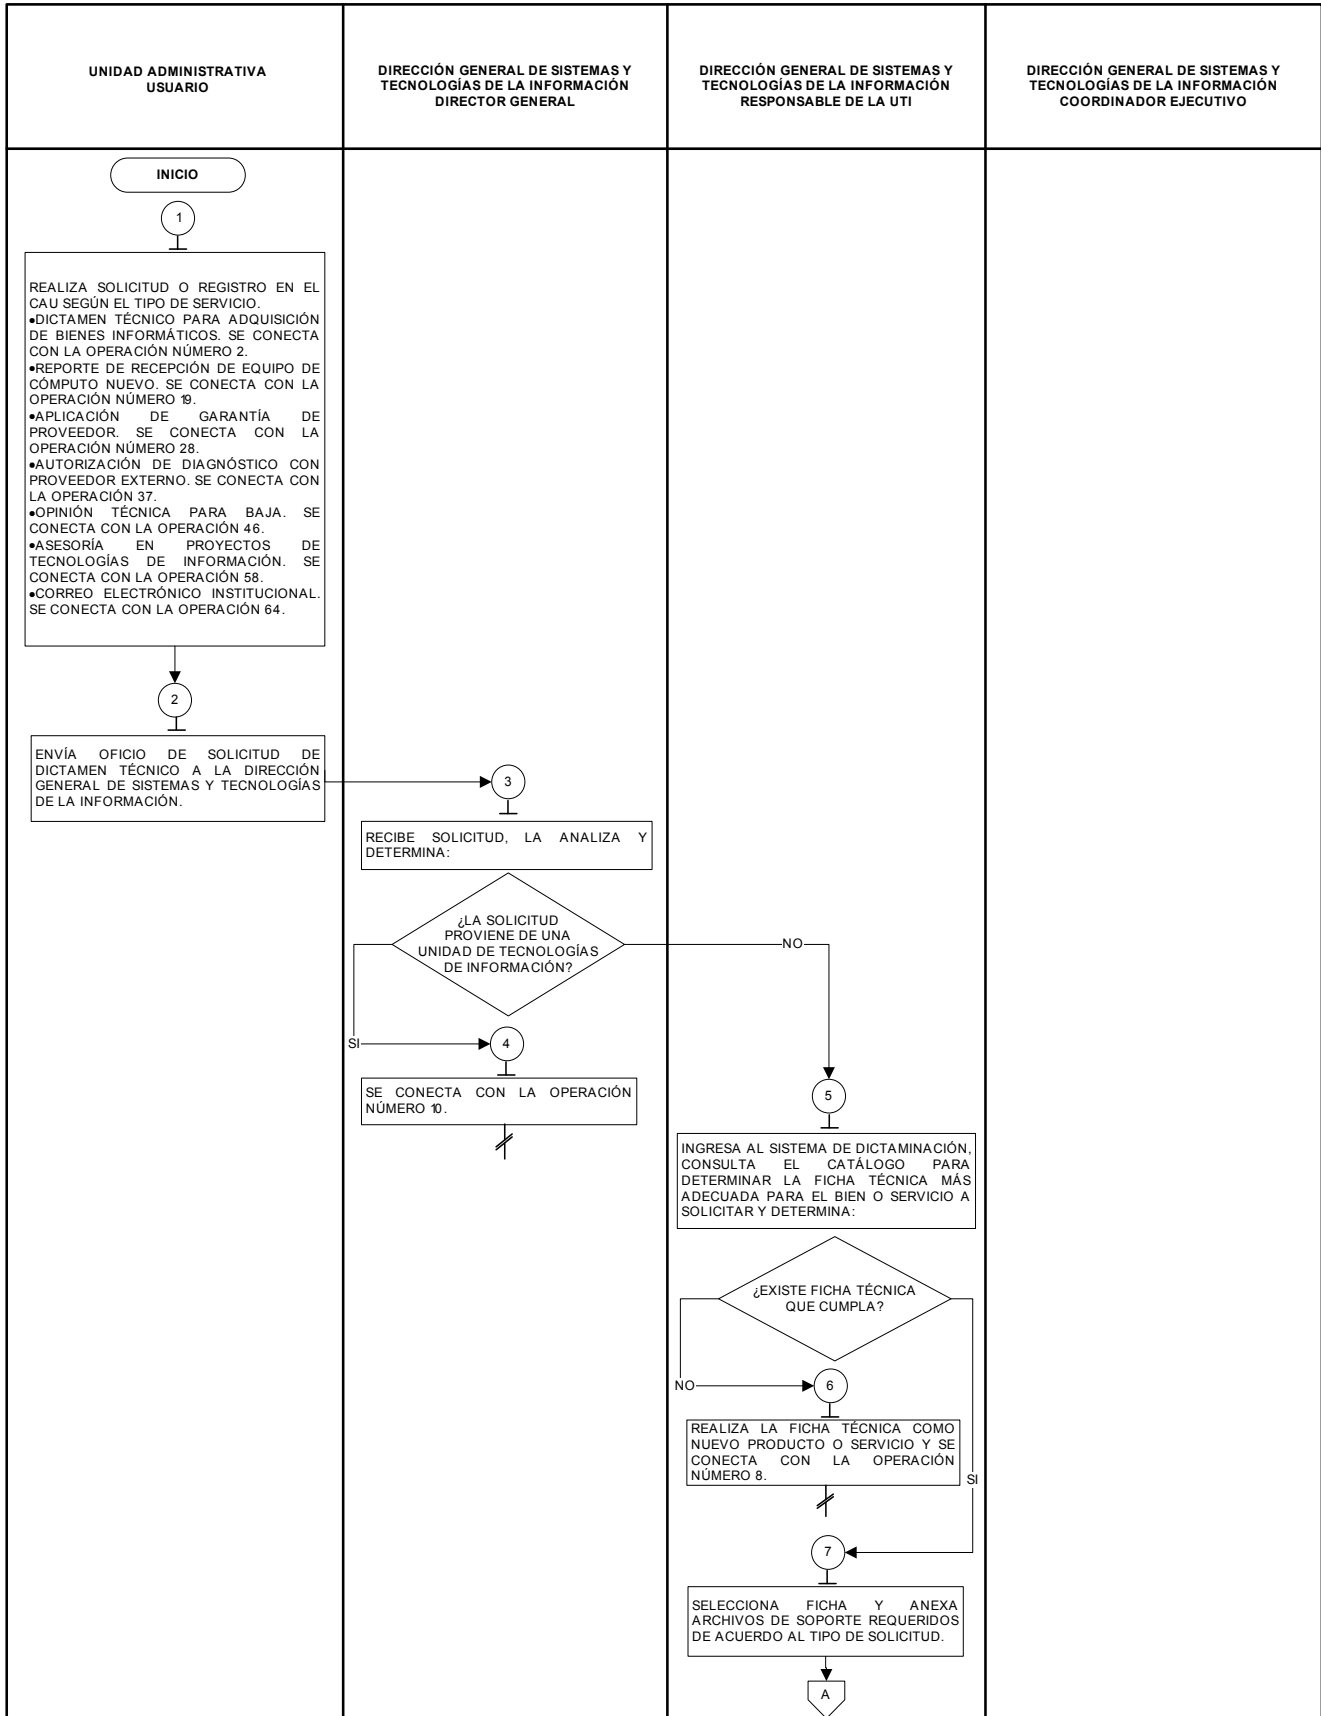 UNIDAD ADMINISTRATIVA
USUARIO
DIRECCIÓN GENERAL DE SISTEMAS Y
TECNOLOGÍAS DE LA INFORMACIÓN
DIRECTOR GENERAL
DIRECCIÓN GENERAL DE SISTEMAS Y
TECNOLOGÍAS DE LA INFORMACIÓN
RESPONSABLE DE LA UTI
DIRECCIÓN GENERAL DE SISTEMAS Y
TECNOLOGÍAS DE LA INFORMACIÓN
COORDINADOR EJECUTIVO
INICIO
1
REALIZA SOLICITUD O REGISTRO EN EL
CAU SEGÚN EL TIPO DE SERVICIO.
•DICTAMEN TÉCNICO PARA ADQUISICIÓN
DE BIENES INFORMÁTICOS. SE CONECTA
CON LA OPERACIÓN NÚMERO 2.
•REPORTE DE RECEPCIÓN DE EQUIPO DE
CÓMPUTO NUEVO. SE CONECTA CON LA
OPERACIÓN NÚMERO 19.
•APLICACIÓN DE GARANTÍA DE
PROVEEDOR. SE CONECTA CON LA
OPERACIÓN NÚMERO 28.
•AUTORIZACIÓN DE DIAGNÓSTICO CON
PROVEEDOR EXTERNO. SE CONECTA CON
LA OPERACIÓN 37.
•OPINIÓN TÉCNICA PARA BAJA. SE
CONECTA CON LA OPERACIÓN 46.
•ASESORÍA EN PROYECTOS DE
TECNOLOGÍAS DE INFORMACIÓN. SE
CONECTA CON LA OPERACIÓN 58.
•CORREO ELECTRÓNICO INSTITUCIONAL.
SE CONECTA CON LA OPERACIÓN 64.
2
ENVÍA OFICIO DE SOLICITUD DE
DICTAMEN TÉCNICO A LA DIRECCIÓN
GENERAL DE SISTEMAS Y TECNOLOGÍAS
DE LA INFORMACIÓN.
3
RECIBE SOLICITUD, LA ANALIZA Y
DETERMINA:
¿LA SOLICITUD
PROVIENE DE UNA
UNIDAD DE TECNOLOGÍAS
DE INFORMACIÓN?
NO
SI
4
SE CONECTA CON LA OPERACIÓN
NÚMERO 10.
5
INGRESA AL SISTEMA DE DICTAMINACIÓN,
CONSULTA EL CATÁLOGO PARA
DETERMINAR LA FICHA TÉCNICA MÁS
ADECUADA PARA EL BIEN O SERVICIO A
SOLICITAR Y DETERMINA:
¿EXISTE FICHA TÉCNICA
QUE CUMPLA?
NO
6
REALIZA LA FICHA TÉCNICA COMO
NUEVO PRODUCTO O SERVICIO Y SE
CONECTA CON LA OPERACIÓN
NÚMERO 8.
SI
7
SELECCIONA FICHA Y ANEXA
ARCHIVOS DE SOPORTE REQUERIDOS
DE ACUERDO AL TIPO DE SOLICITUD.
A